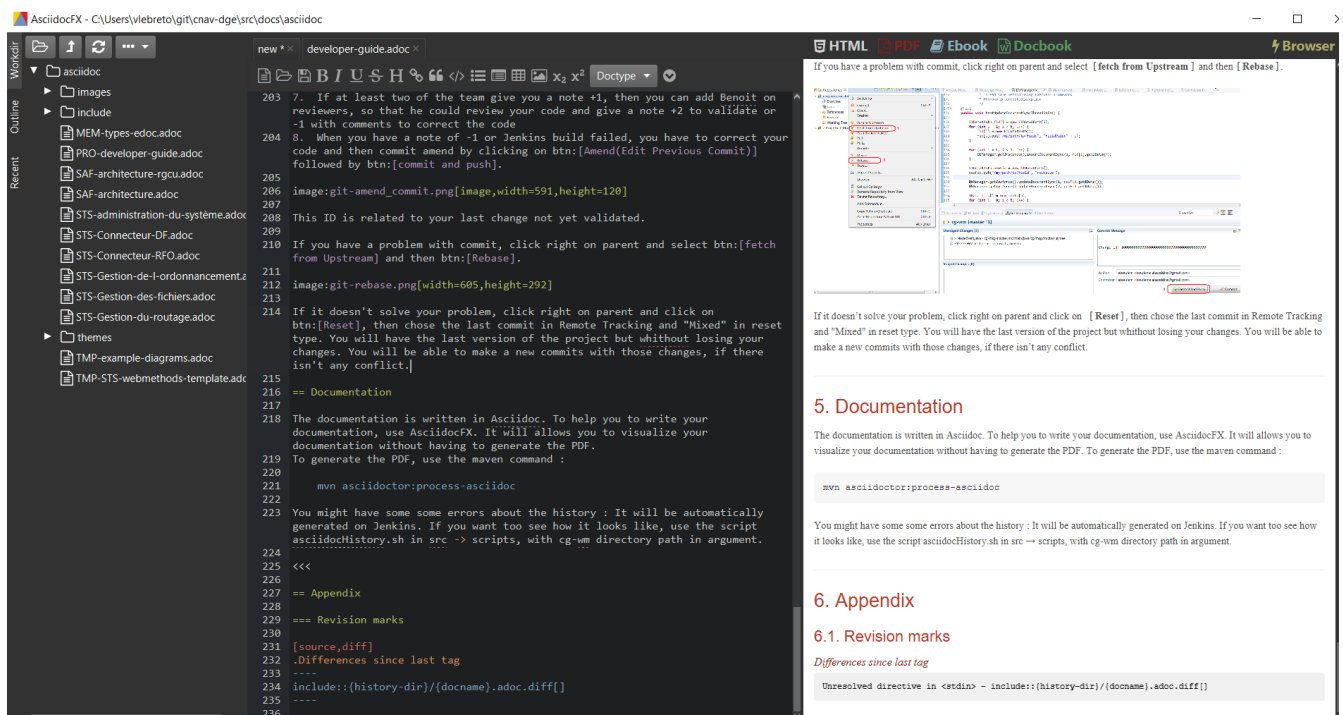 AsciidocFX - C:\Users\vlebreto\git\cnav-dge\src\docs\asciidoc
Workdir
Outline
Recent
asciidoc
images
include
MEM-types-edoc.adoc
PRO-developer-guide.adoc
SAF-architecture-rgcu.adoc
SAF-architecture.adoc
STS-administration-du-système.adoc
STS-Connecteur-DF.adoc
STS-Connecteur-RFO.adoc
STS-Gestion-de-l-ordonnancement.a
STS-Gestion-des-fichiers.adoc
STS-Gestion-du-routage.adoc
themes
TMP-example-diagrams.adoc
TMP-STS-webmethods-template.adc
new * × developer-guide.adoc ×
B I U S H x₂ x² Doctype
203 7. If at least two of the team give you a note +1, then you can add Benoit on
reviewers, so that he could review your code and give a note +2 to validate or
-1 with comments to correct the code
204 8. When you have a note of -1 or Jenkins build failed, you have to correct your
code and then commit amend by clicking on btn:[Amend(Edit Previous Commit)]
followed by btn:[commit and push].
205
206 image:git-amend_commit.png[image,width=591,height=120]
207
208 This ID is related to your last change not yet validated.
209
210 If you have a problem with commit, click right on parent and select btn:[fetch
from Upstream] and then btn:[Rebase].
211
212 image:git-rebase.png[width=605,height=292]
213
214 If it doesn't solve your problem, click right on parent and click on
btn:[Reset], then chose the last commit in Remote Tracking and "Mixed" in reset
type. You will have the last version of the project but whithout losing your
changes. You will be able to make a new commits with those changes, if there
isn't any conflict.
215
216 == Documentation
217
218 The documentation is written in Asciidoc. To help you to write your
documentation, use AsciidocFX. It will allows you to visualize your
documentation without having to generate the PDF.
219 To generate the PDF, use the maven command :
220
221 mvn asciidoctor:process-asciidoc
222
223 You might have some some errors about the history : It will be automatically
generated on Jenkins. If you want too see how it looks like, use the script
asciidocHistory.sh in src -> scripts, with cg-wm directory path in argument.
224
225 <<<
226
227 == Appendix
228
229 === Revision marks
230
231 [source,diff]
232 .Differences since last tag
233 ----
234 include::{history-dir}/{docname}.adoc.diff[]
235 ----
236
HTML PDF Ebook Docbook Browser
If you have a problem with commit, click right on parent and select [fetch from Upstream] and then [Rebase].
If it doesn't solve your problem, click right on parent and click on [Reset], then chose the last commit in Remote Tracking
and "Mixed" in reset type. You will have the last version of the project but whithout losing your changes. You will be able to
make a new commits with those changes, if there isn't any conflict.
5. Documentation
The documentation is written in Asciidoc. To help you to write your documentation, use AsciidocFX. It will allows you to
visualize your documentation without having to generate the PDF. To generate the PDF, use the maven command :
mvn asciidoctor:process-asciidoc
You might have some some errors about the history : It will be automatically generated on Jenkins. If you want too see how
it looks like, use the script asciidocHistory.sh in src → scripts, with cg-wm directory path in argument.
6. Appendix
6.1. Revision marks
Differences since last tag
Unresolved directive in <stdin> - include::{history-dir}/{docname}.adoc.diff[]